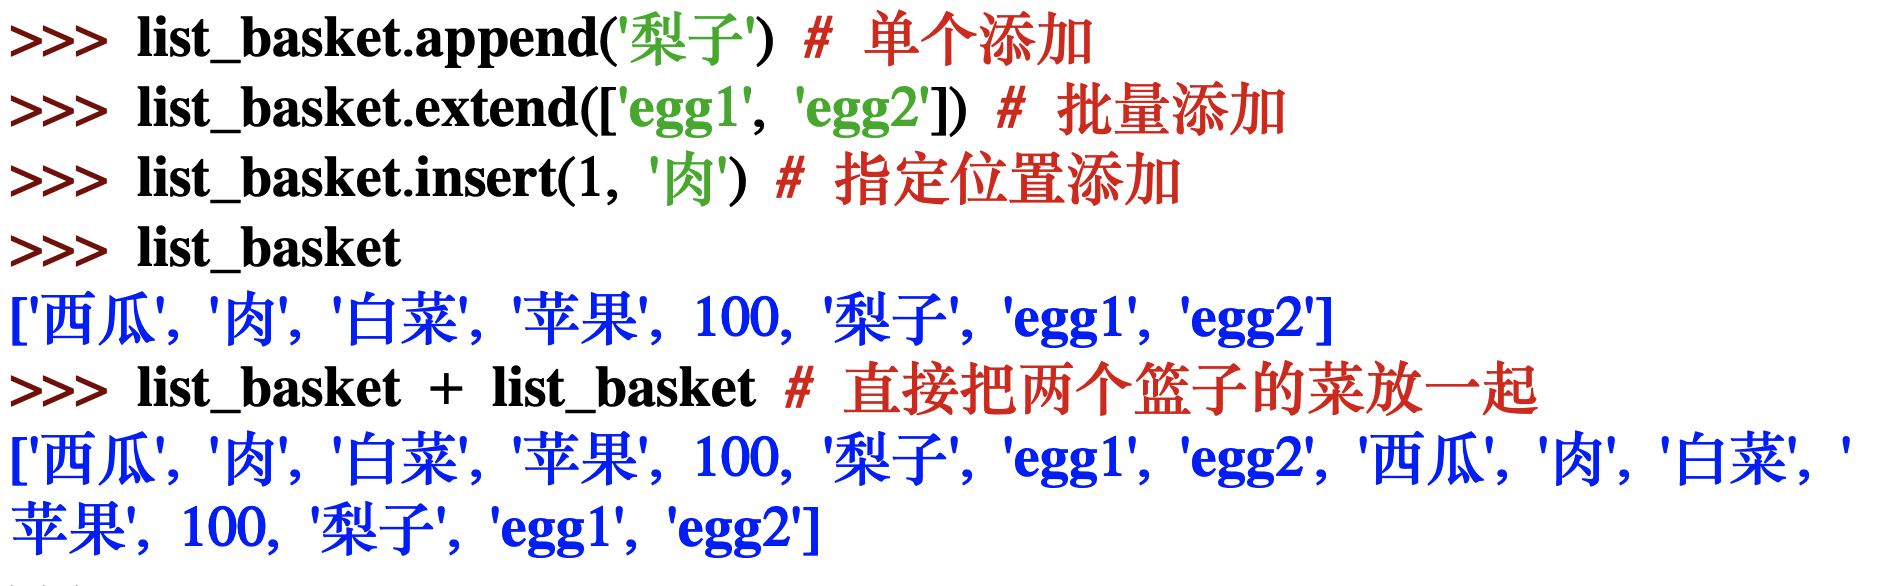 >>> list_basket.append('梨子') # 单个添加
>>> list_basket.extend(['egg1', 'egg2']) # 批量添加
>>> list_basket.insert(1, '肉') # 指定位置添加
>>> list_basket
['西瓜', '肉', '白菜', '苹果', 100, '梨子', 'egg1', 'egg2']
>>> list_basket + list_basket # 直接把两个篮子的菜放一起
['西瓜', '肉', '白菜', '苹果', 100, '梨子', 'egg1', 'egg2', '西瓜', '肉', '白菜', '
苹果', 100, '梨子', 'egg1', 'egg2']